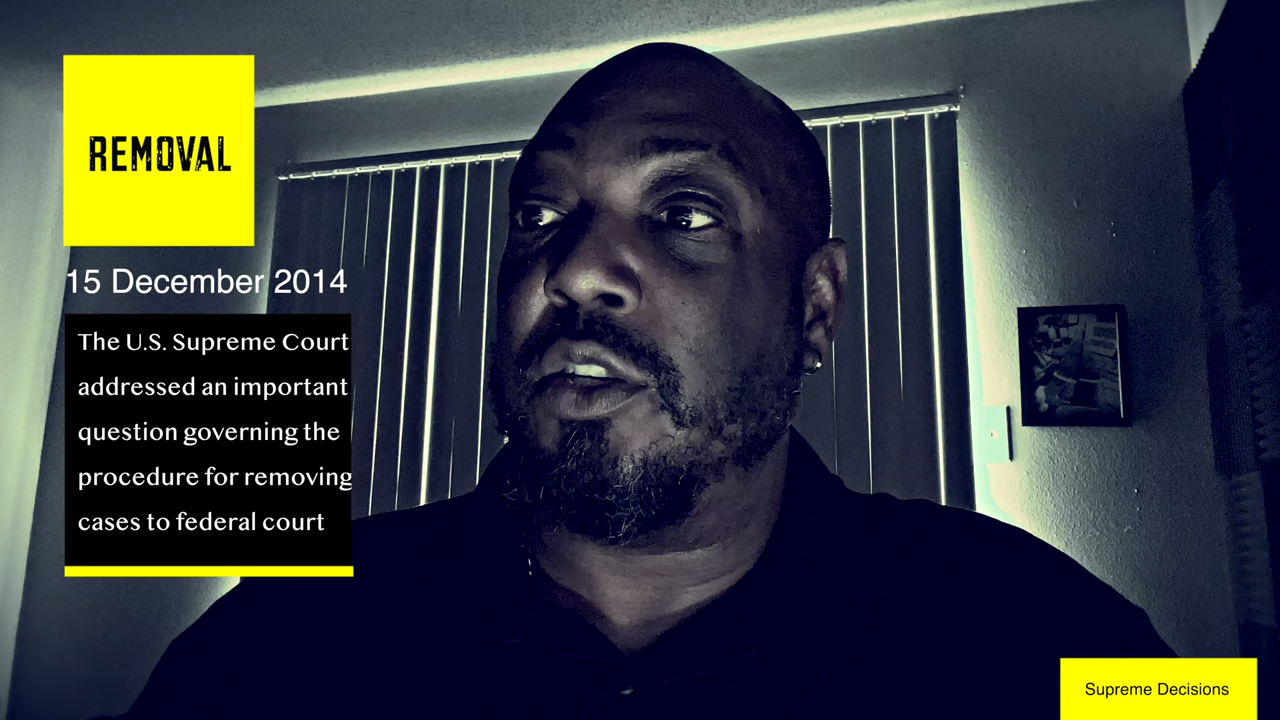 REMOVAL
15 December 2014
The U.S. Supreme Court
addressed an important
question governing the
procedure for removing
cases to federal court
Supreme Decisions